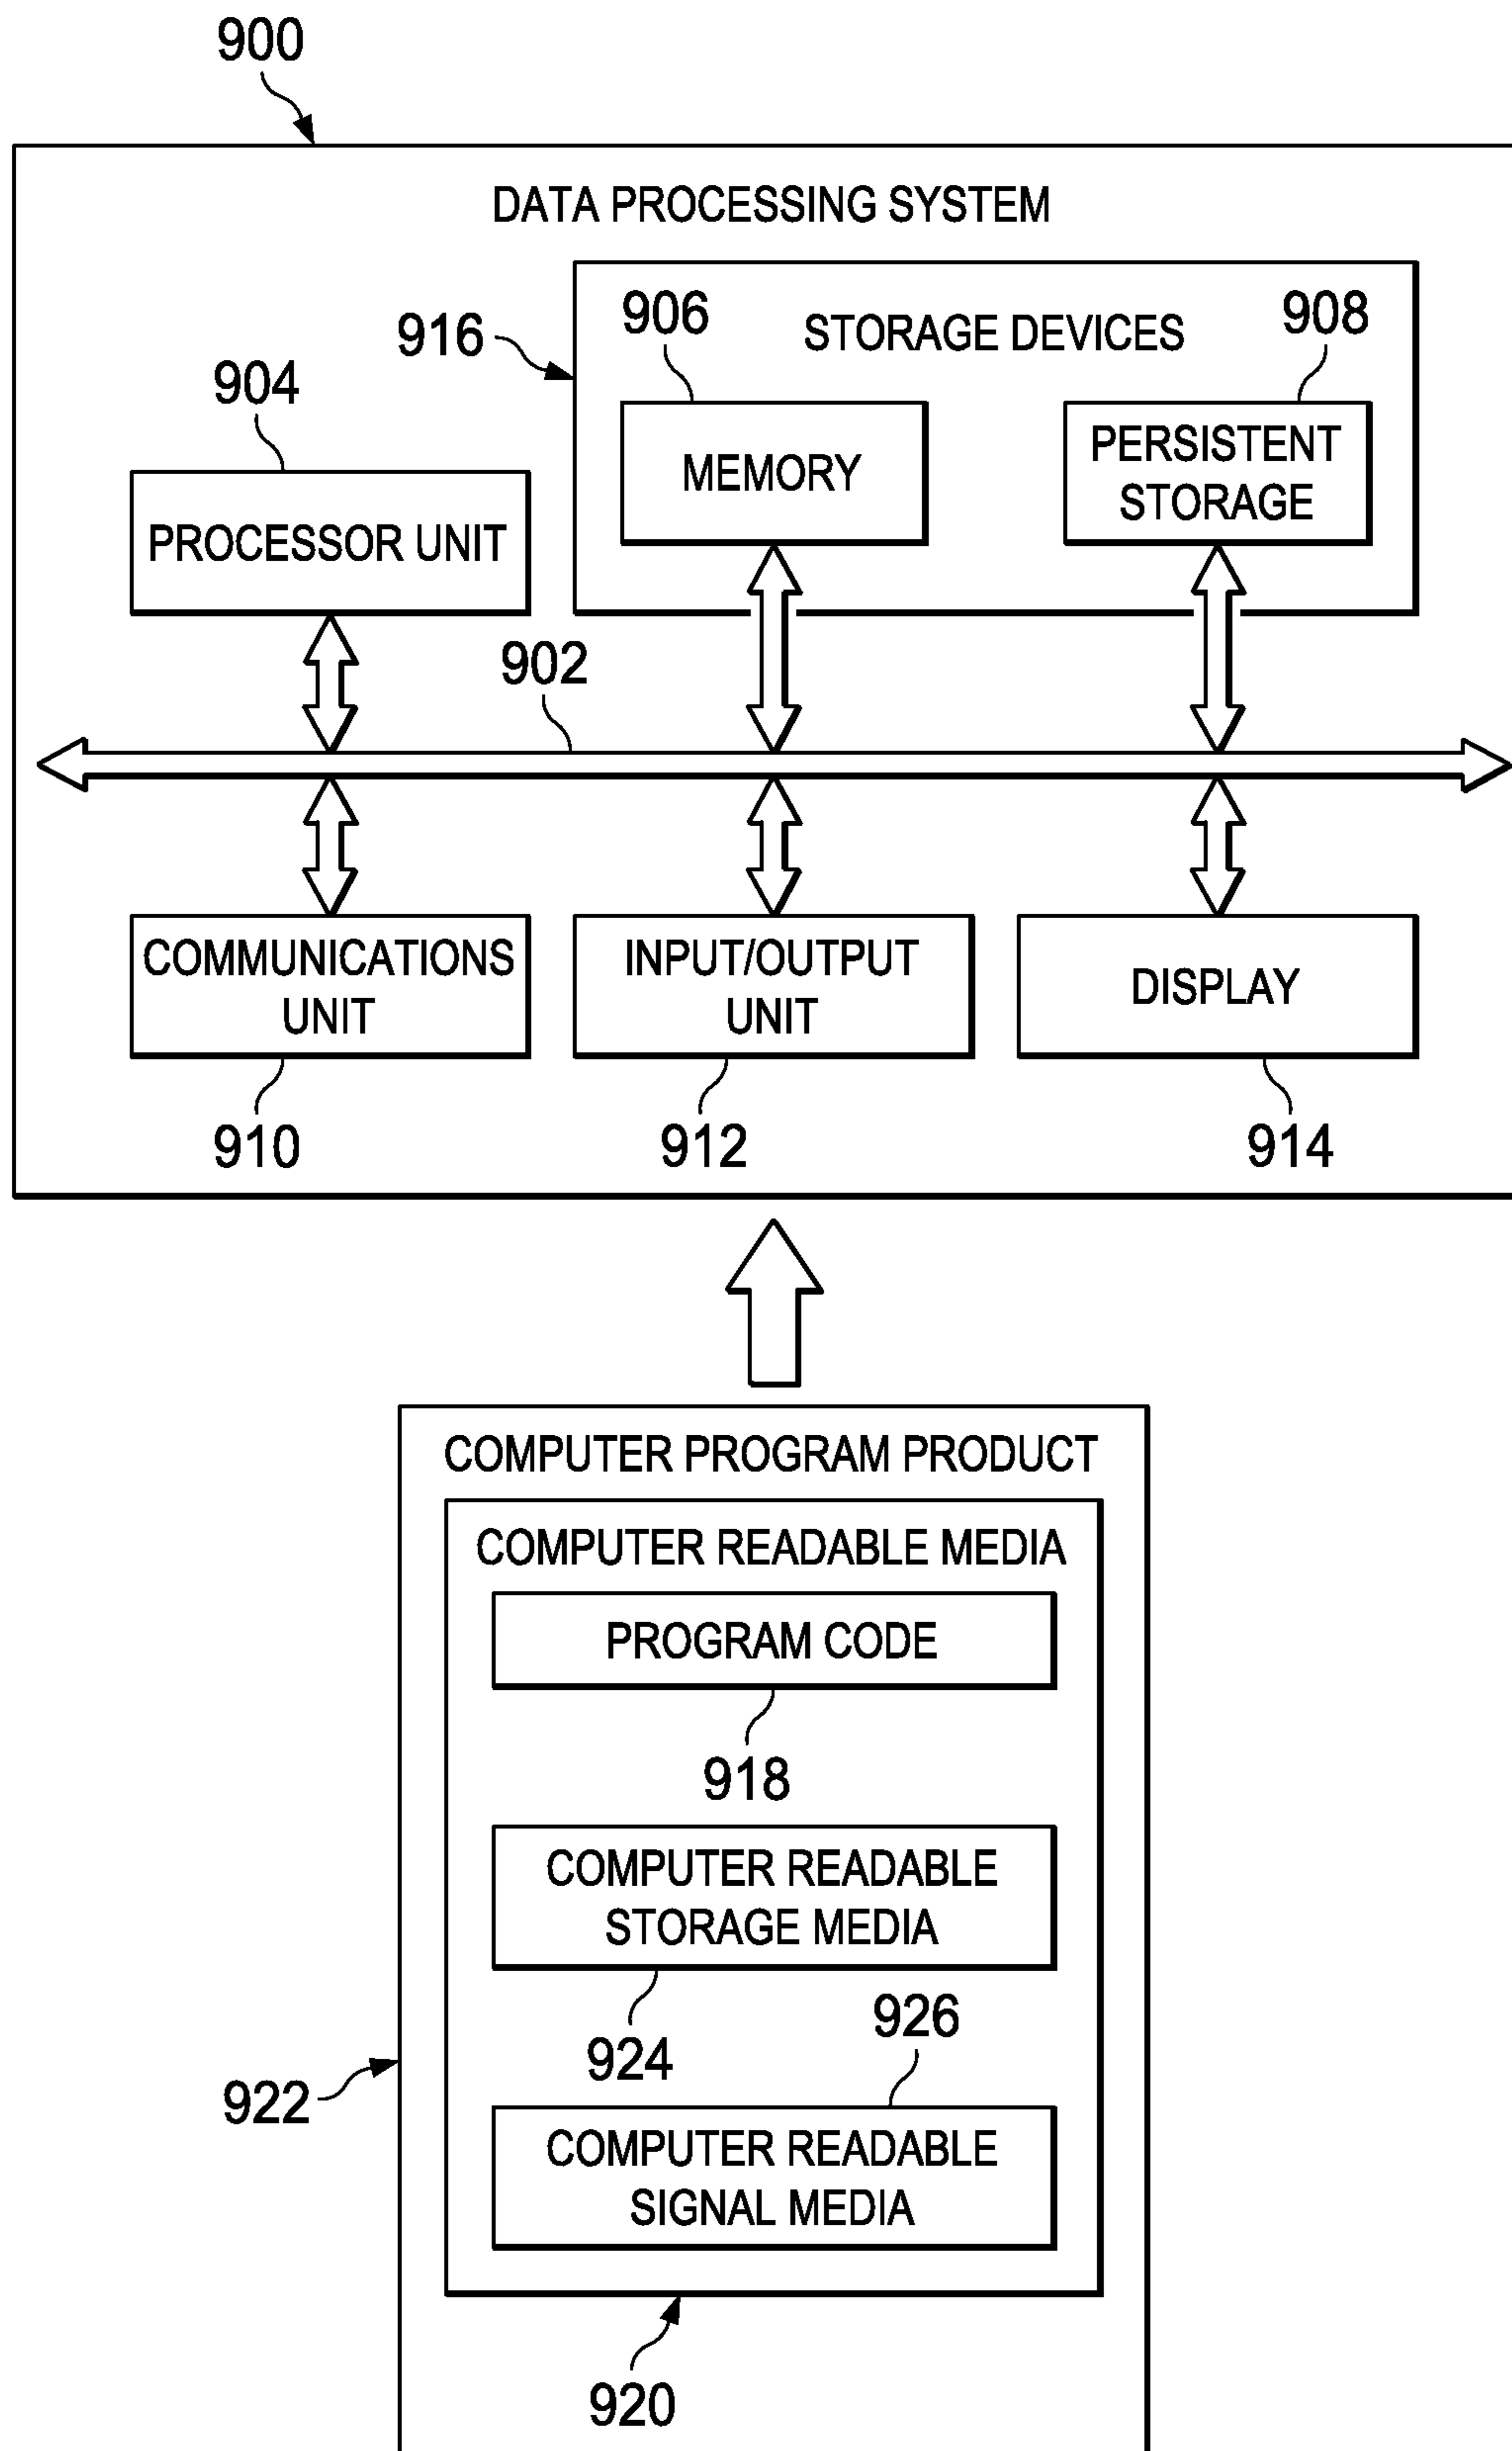 900
DATA PROCESSING SYSTEM
916
906
STORAGE DEVICES
908
904
MEMORY
PERSISTENT
STORAGE
PROCESSOR UNIT
902
COMMUNICATIONS
UNIT
INPUT/OUTPUT
UNIT
DISPLAY
910
912
914
COMPUTER PROGRAM PRODUCT
COMPUTER READABLE MEDIA
PROGRAM CODE
918
COMPUTER READABLE
STORAGE MEDIA
924
926
922
COMPUTER READABLE
SIGNAL MEDIA
920